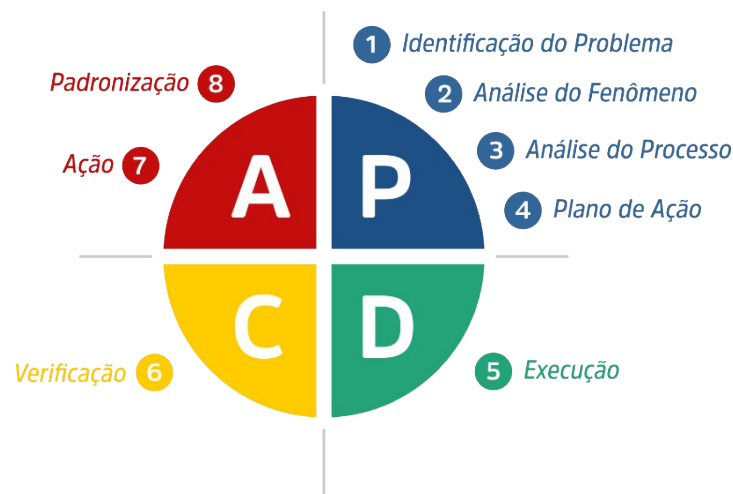 1 Identificação do Problema
2 Análise do Fenômeno
3 Análise do Processo
4 Plano de Ação
5 Execução
Verificação 6
Ação 7
Padronização 8
A P
C D